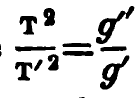 T²/T′² = g″/g′